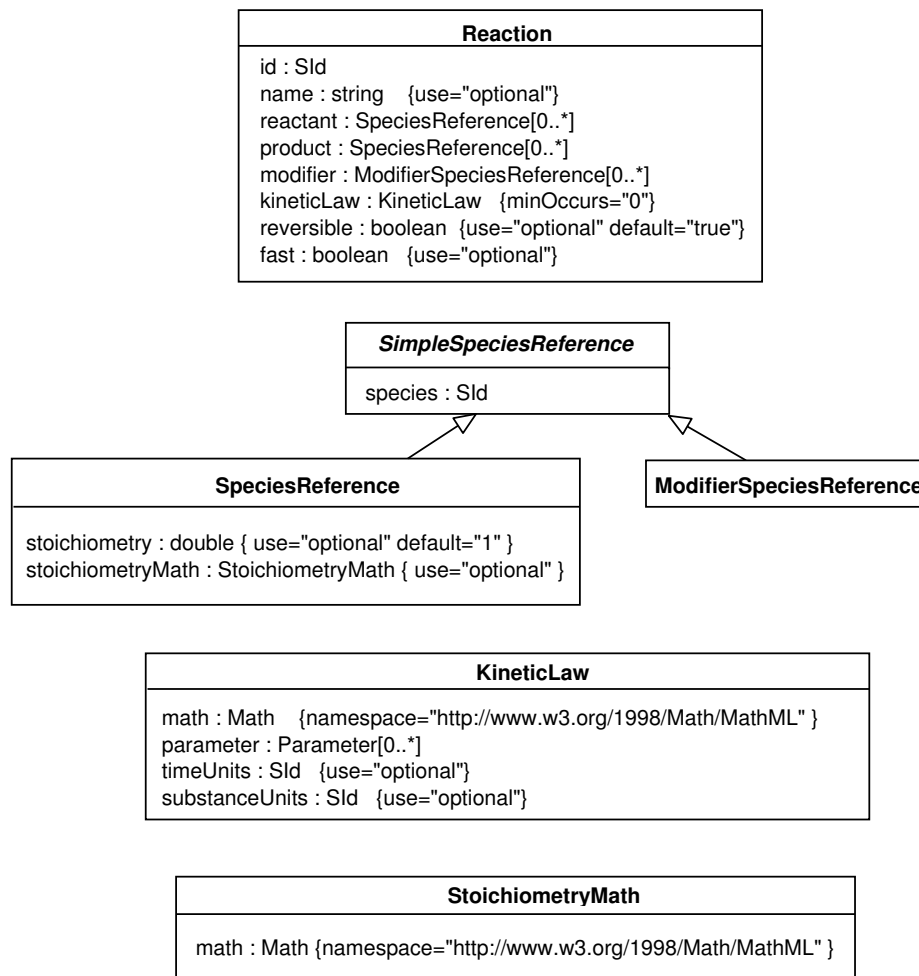 Reaction
id : SId
name : string {use="optional"}
reactant : SpeciesReference[0..*]
product : SpeciesReference[0..*]
modifier : ModifierSpeciesReference[0..*]
kineticLaw : KineticLaw {minOccurs="0"}
reversible : boolean {use="optional" default="true"}
fast : boolean {use="optional"}
SimpleSpeciesReference
species : SId
SpeciesReference
stoichiometry : double { use="optional" default="1" }
stoichiometryMath : StoichiometryMath { use="optional" }
ModifierSpeciesReference
KineticLaw
math : Math {namespace="http://www.w3.org/1998/Math/MathML" }
parameter : Parameter[0..*]
timeUnits : SId {use="optional"}
substanceUnits : SId {use="optional"}
StoichiometryMath
math : Math {namespace="http://www.w3.org/1998/Math/MathML" }